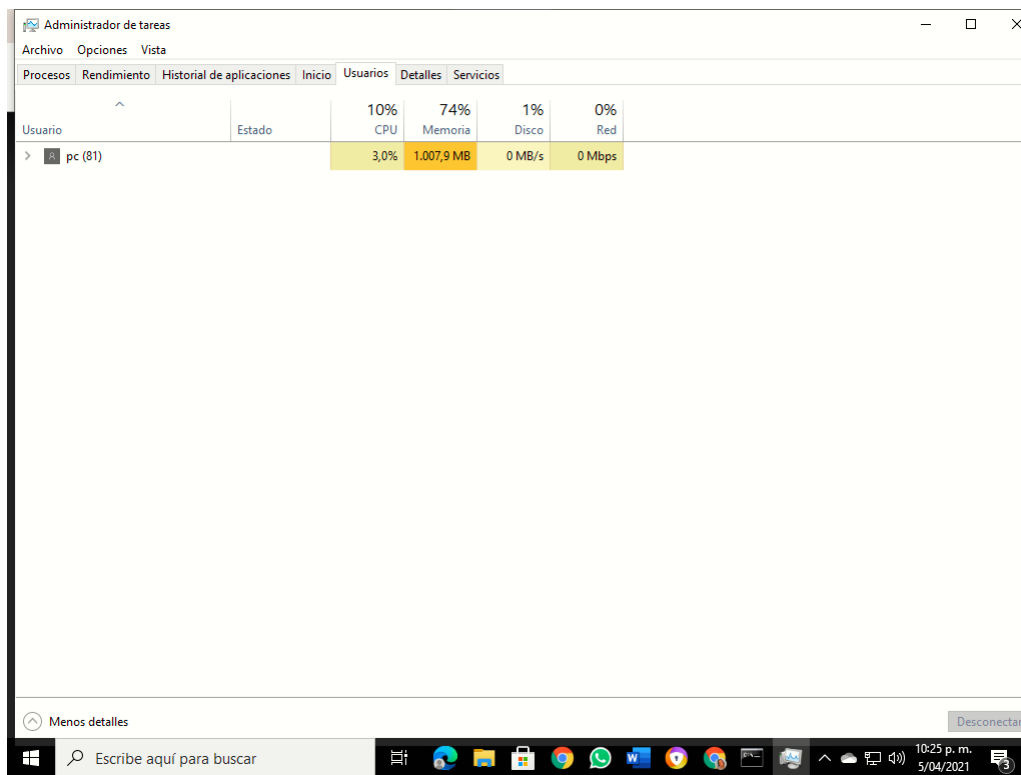 Administrador de tareas
Archivo Opciones Vista
Procesos Rendimiento Historial de aplicaciones Inicio Usuarios Detalles Servicios
10% 74% 1% 0%
Usuario Estado CPU Memoria Disco Red
pc (81) 3,0% 1.007,9 MB 0 MB/s 0 Mbps
Menos detalles Desconectar
Escribe aquí para buscar
10:25 p. m.
5/04/2021
3